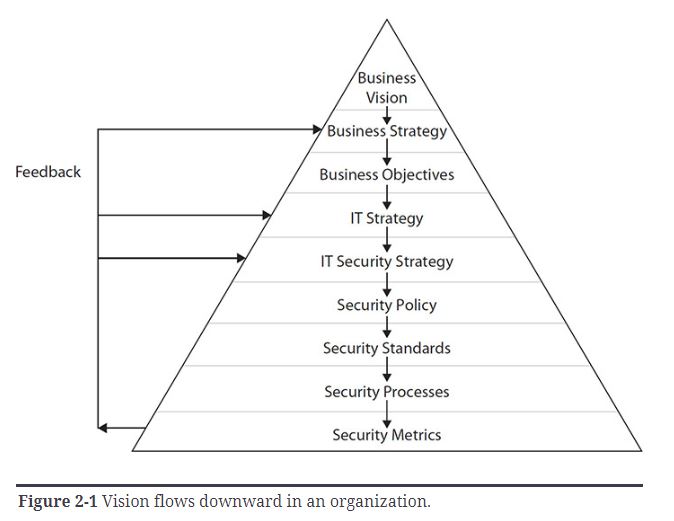 Business
Vision
Business Strategy
Feedback
Business Objectives
IT Strategy
IT Security Strategy
Security Policy
Security Standards
Security Processes
Security Metrics
Figure 2-1 Vision flows downward in an organization.